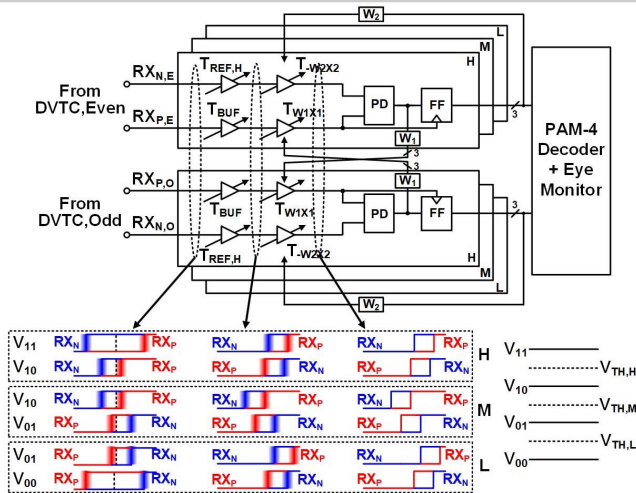 W2
L
M
H
From
DVTC,Even
RXN,E
RXP,E
TREF,H
T-W2X2
TBUF
TW1X1
PD
FF
3
W1
3
3
W1
PAM-4
Decoder
+ Eye
Monitor
From
DVTC,Odd
RXP,O
RXN,O
TBUF
TW1X1
TREF,H
T-W2X2
PD
FF
3
H
M
L
W2
V11 RXN RXP RXN RXP RXN RXP
V10 RXN RXP RXP RXN RXP RXN
H
V10 RXN RXP RXN RXP RXN RXP
V01 RXP RXN RXP RXN RXP RXN
M
V01 RXN RXP RXN RXP RXN RXP
V00 RXP RXN RXP RXN RXP RXN
L
V11
VTH,H
V10
VTH,M
V01
VTH,L
V00